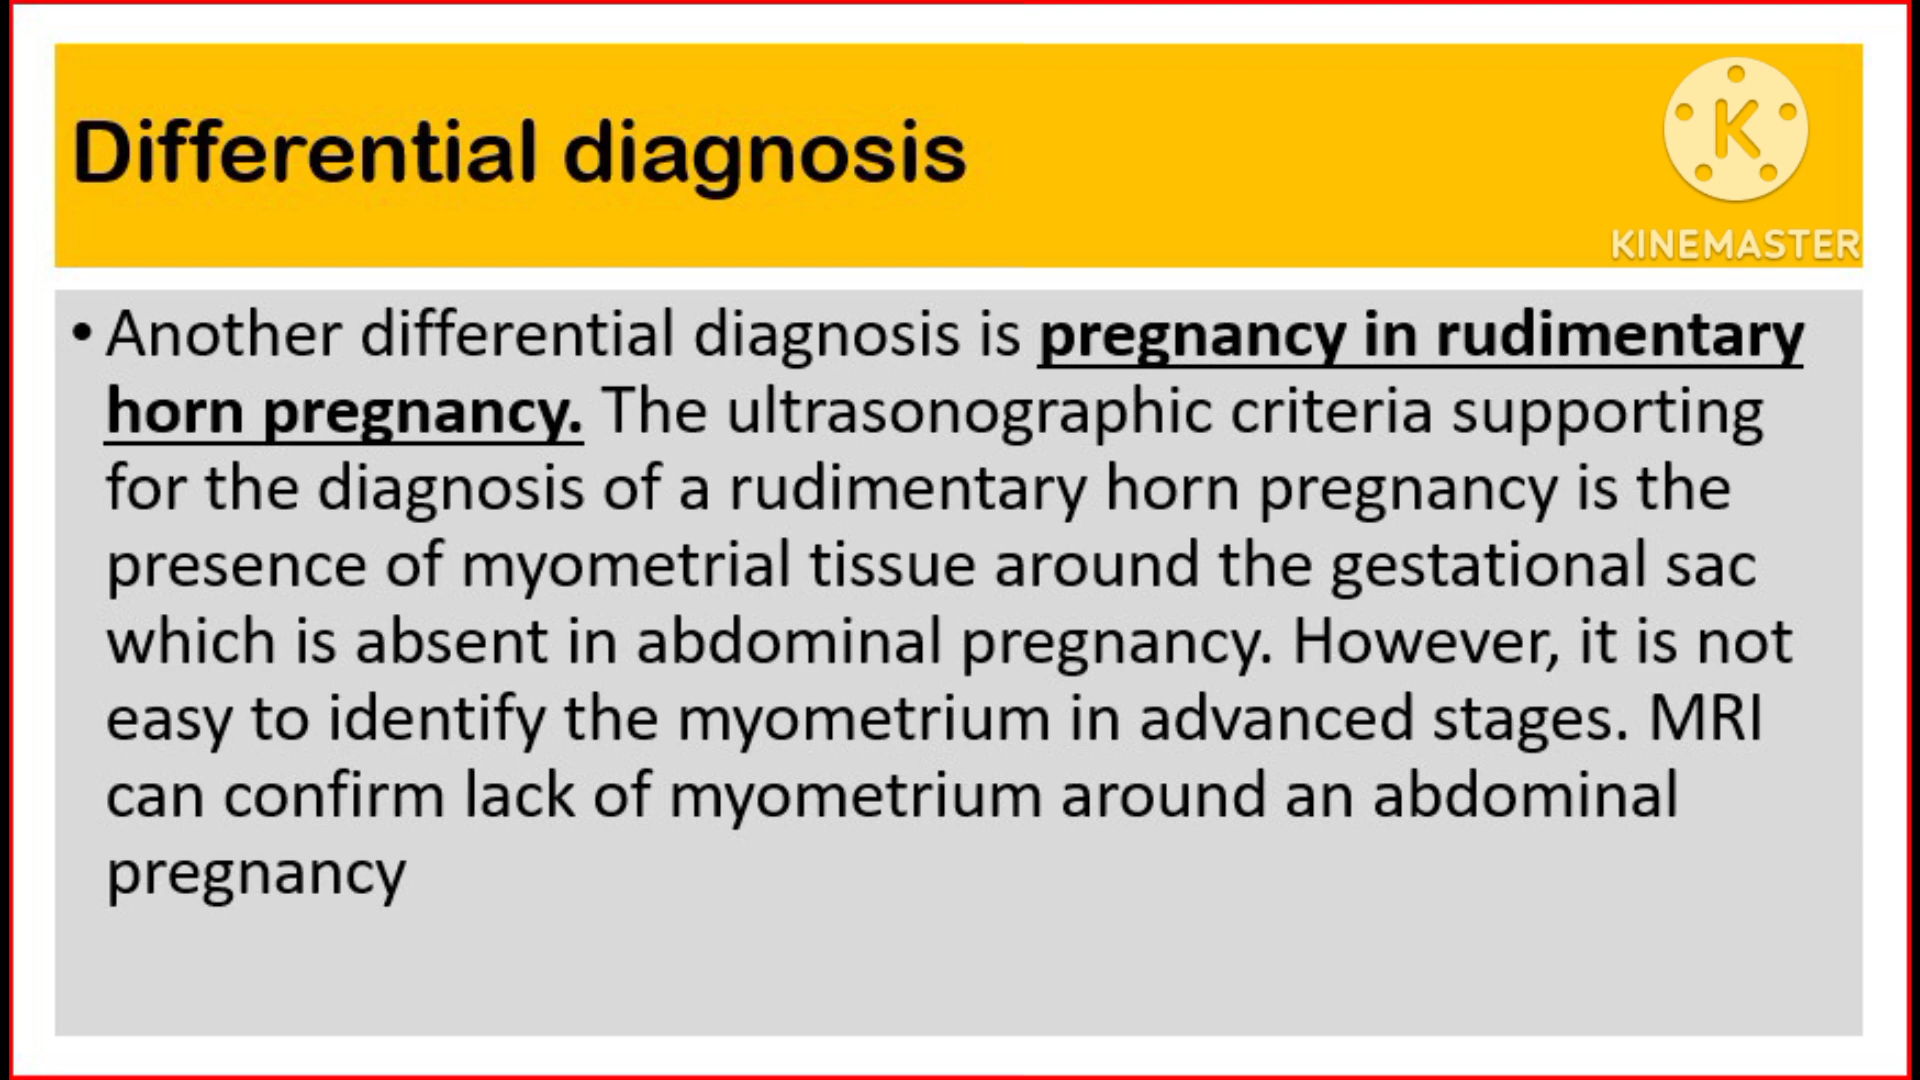 Differential diagnosis
K
KINEMASTER
• Another differential diagnosis is pregnancy in rudimentary
horn pregnancy. The ultrasonographic criteria supporting
for the diagnosis of a rudimentary horn pregnancy is the
presence of myometrial tissue around the gestational sac
which is absent in abdominal pregnancy. However, it is not
easy to identify the myometrium in advanced stages. MRI
can confirm lack of myometrium around an abdominal
pregnancy